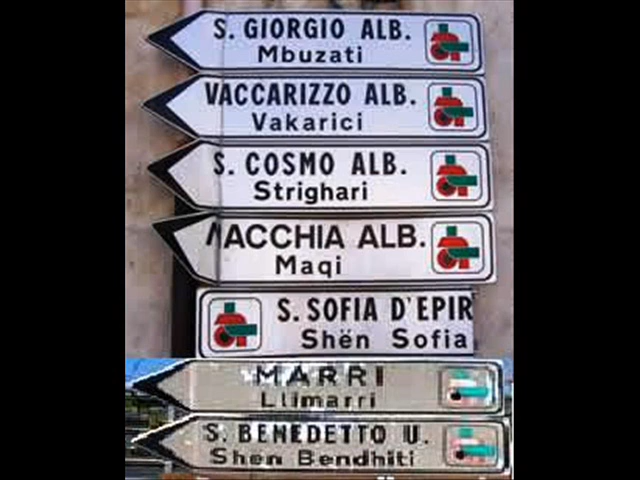 S. GIORGIO ALB.
Mbuzati
VACCARIZZO ALB.
Vakarici
S. COSMO ALB.
Strighari
MACCHIA ALB.
Maqi
S. SOFIA D'EPIR
Shën Sofia
MARRI
Llimarri
S. BENEDETTO U.
Shën Bendhiti